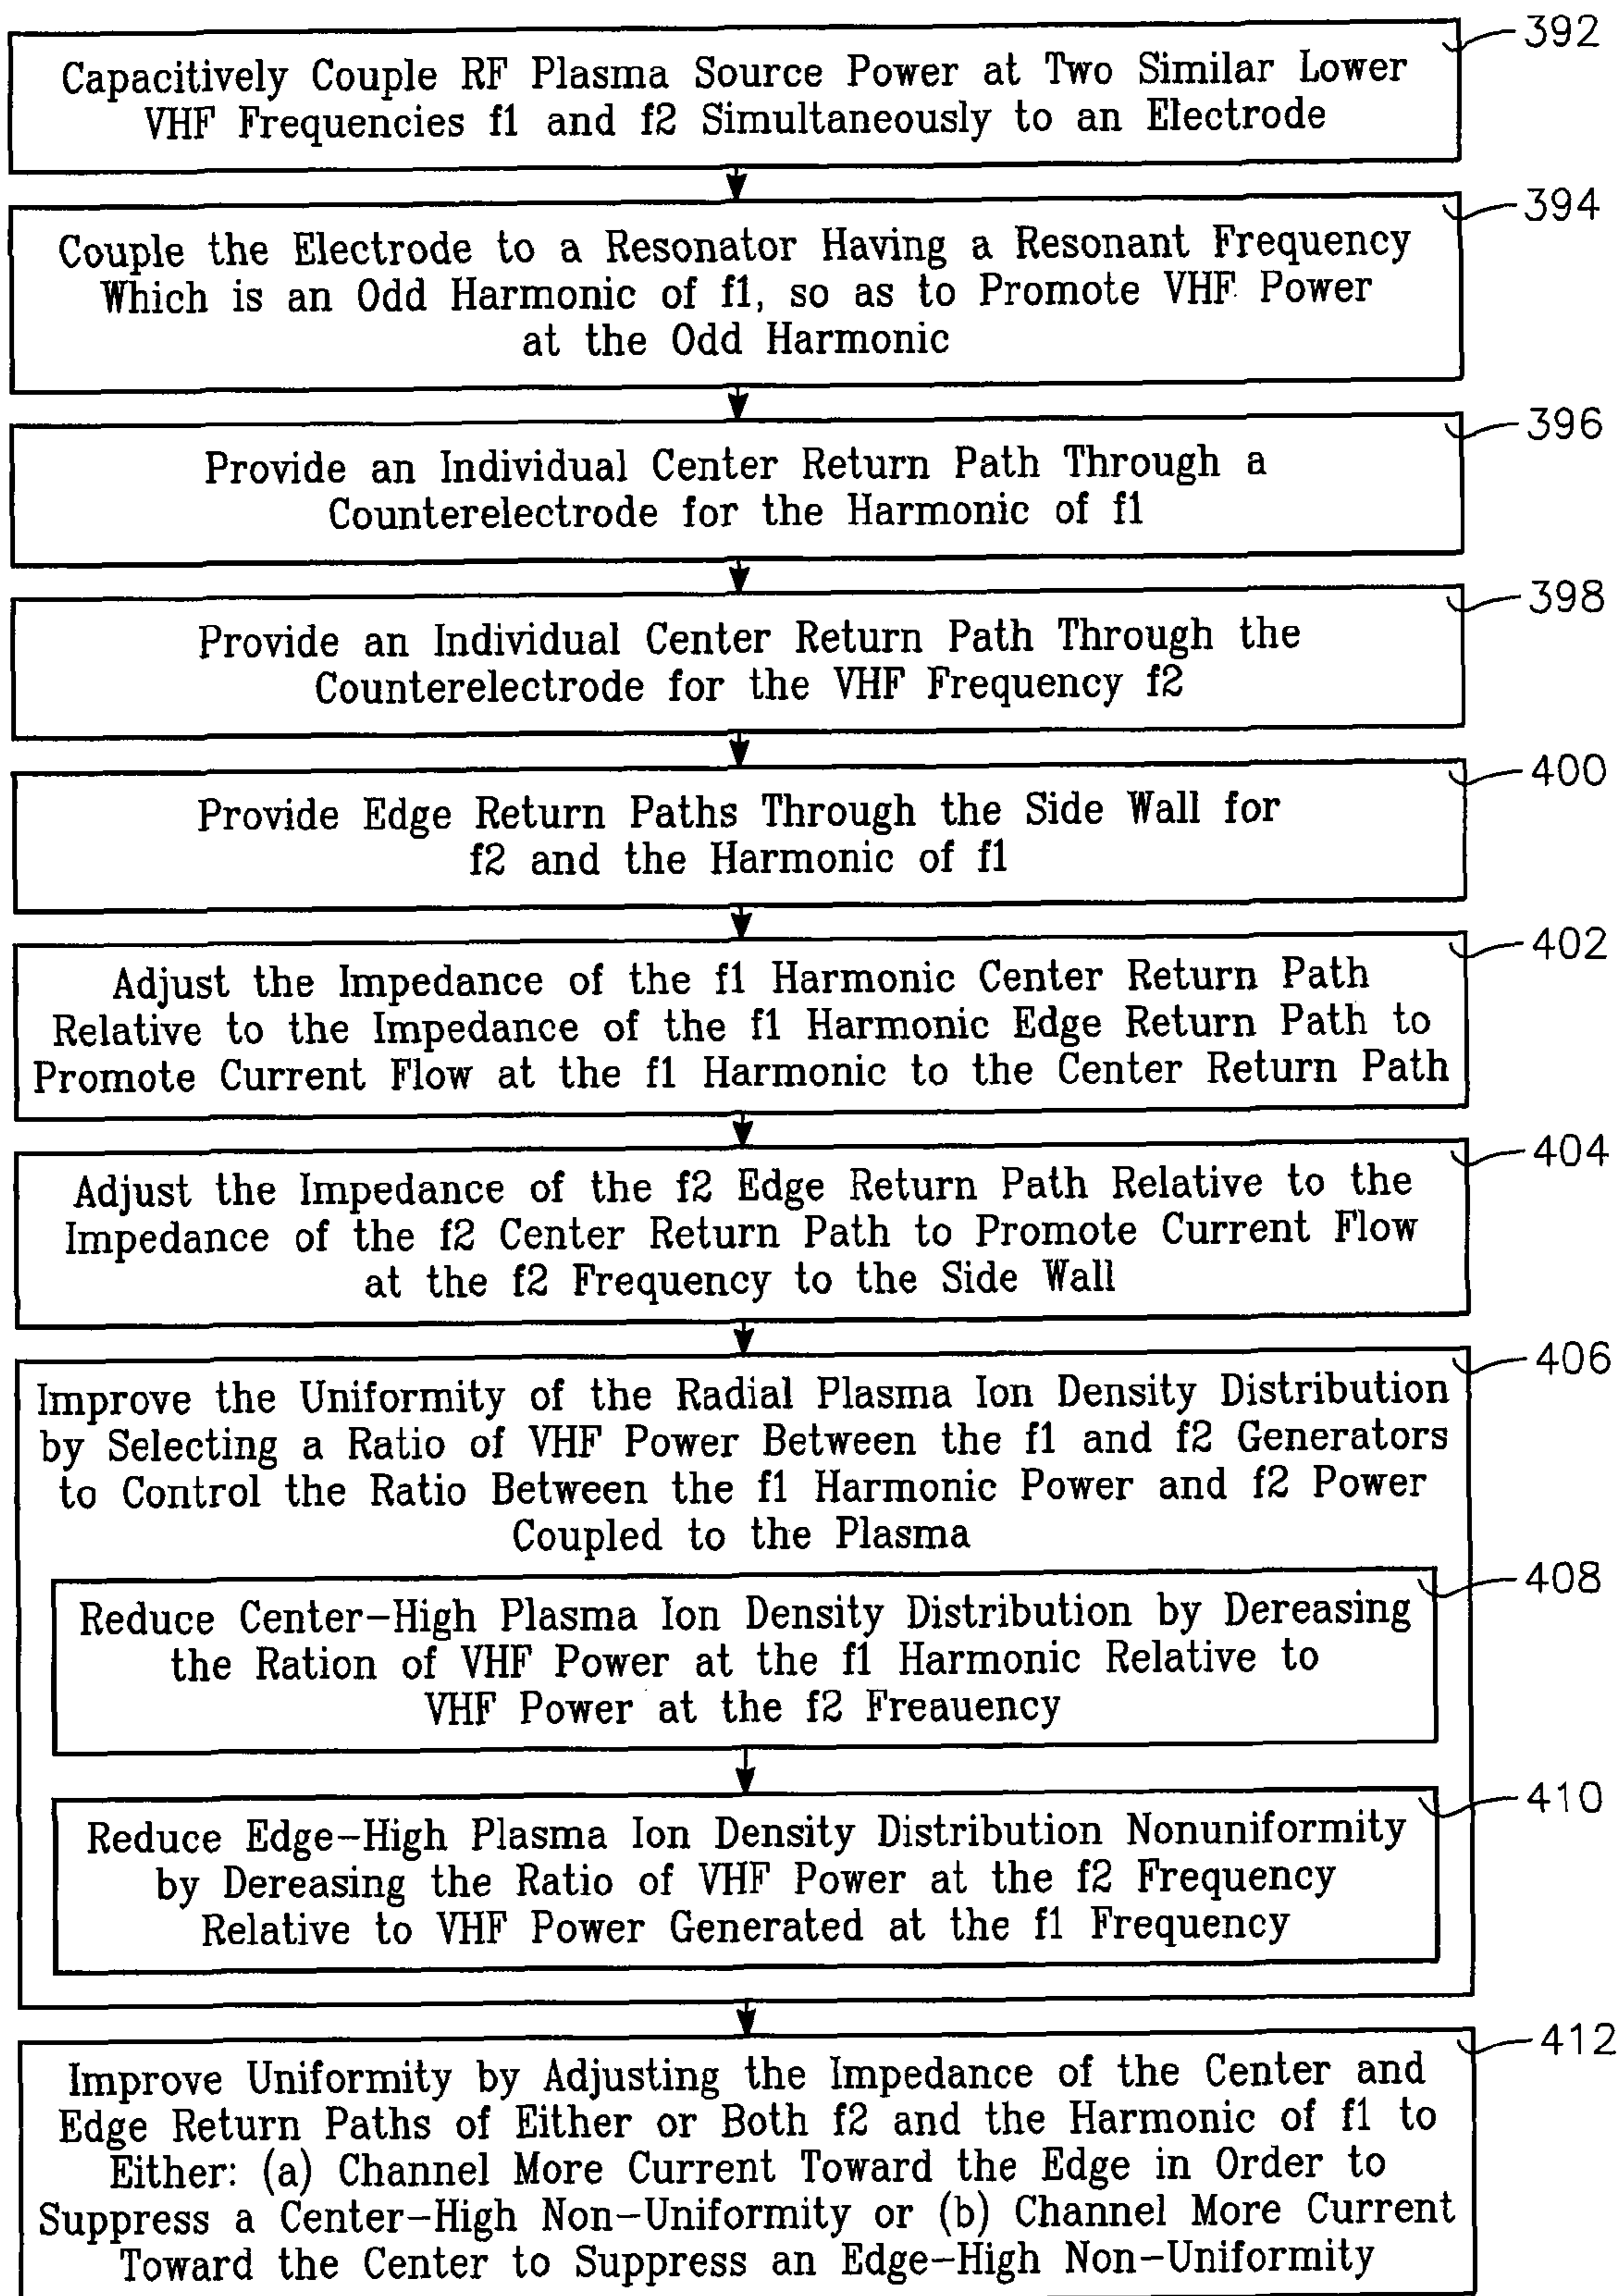 392
Capacitively Couple RF Plasma Source Power at Two Similar Lower
VHF Frequencies f1 and f2 Simultaneously to an Electrode
394
Couple the Electrode to a Resonator Having a Resonant Frequency
Which is an Odd Harmonic of f1, so as to Promote VHF Power
at the Odd Harmonic
396
Provide an Individual Center Return Path Through a
Counterelectrode for the Harmonic of f1
398
Provide an Individual Center Return Path Through the
Counterelectrode for the VHF Frequency f2
400
Provide Edge Return Paths Through the Side Wall for
f2 and the Harmonic of f1
402
Adjust the Impedance of the f1 Harmonic Center Return Path
Relative to the Impedance of the f1 Harmonic Edge Return Path to
Promote Current Flow at the f1 Harmonic to the Center Return Path
404
Adjust the Impedance of the f2 Edge Return Path Relative to the
Impedance of the f2 Center Return Path to Promote Current Flow
at the f2 Frequency to the Side Wall
406
Improve the Uniformity of the Radial Plasma Ion Density Distribution
by Selecting a Ratio of VHF Power Between the f1 and f2 Generators
to Control the Ratio Between the f1 Harmonic Power and f2 Power
Coupled to the Plasma
408
Reduce Center-High Plasma Ion Density Distribution by Dereasing
the Ration of VHF Power at the f1 Harmonic Relative to
VHF Power at the f2 Freauency
410
Reduce Edge-High Plasma Ion Density Distribution Nonuniformity
by Dereasing the Ratio of VHF Power at the f2 Frequency
Relative to VHF Power Generated at the f1 Frequency
412
Improve Uniformity by Adjusting the Impedance of the Center and
Edge Return Paths of Either or Both f2 and the Harmonic of f1 to
Either: (a) Channel More Current Toward the Edge in Order to
Suppress a Center-High Non-Uniformity or (b) Channel More Current
Toward the Center to Suppress an Edge-High Non-Uniformity